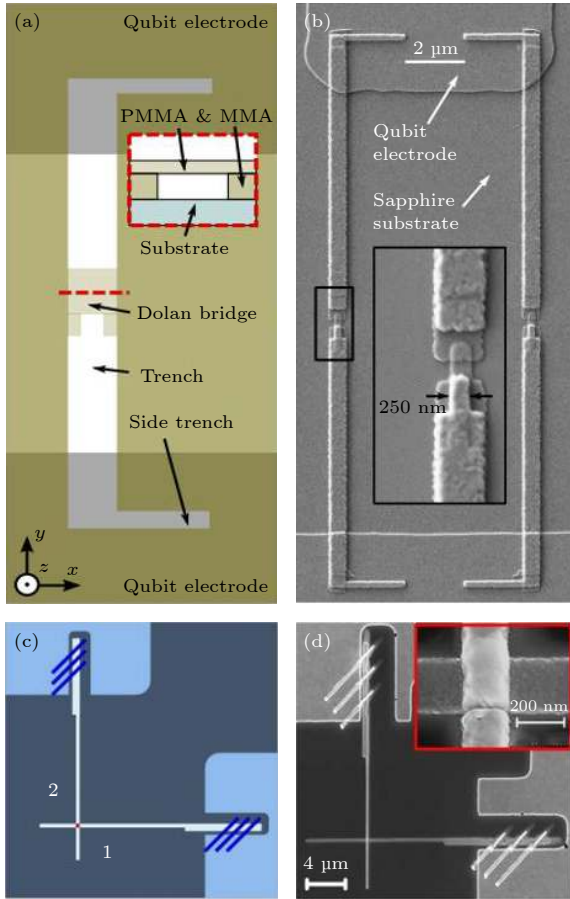 (a)
Qubit electrode
PMMA & MMA
Substrate
Dolan bridge
Trench
Side trench
y
z
x
Qubit electrode
(b)
2 µm
Qubit
electrode
Sapphire
substrate
250 nm
(c)
2
1
(d)
200 nm
4 µm